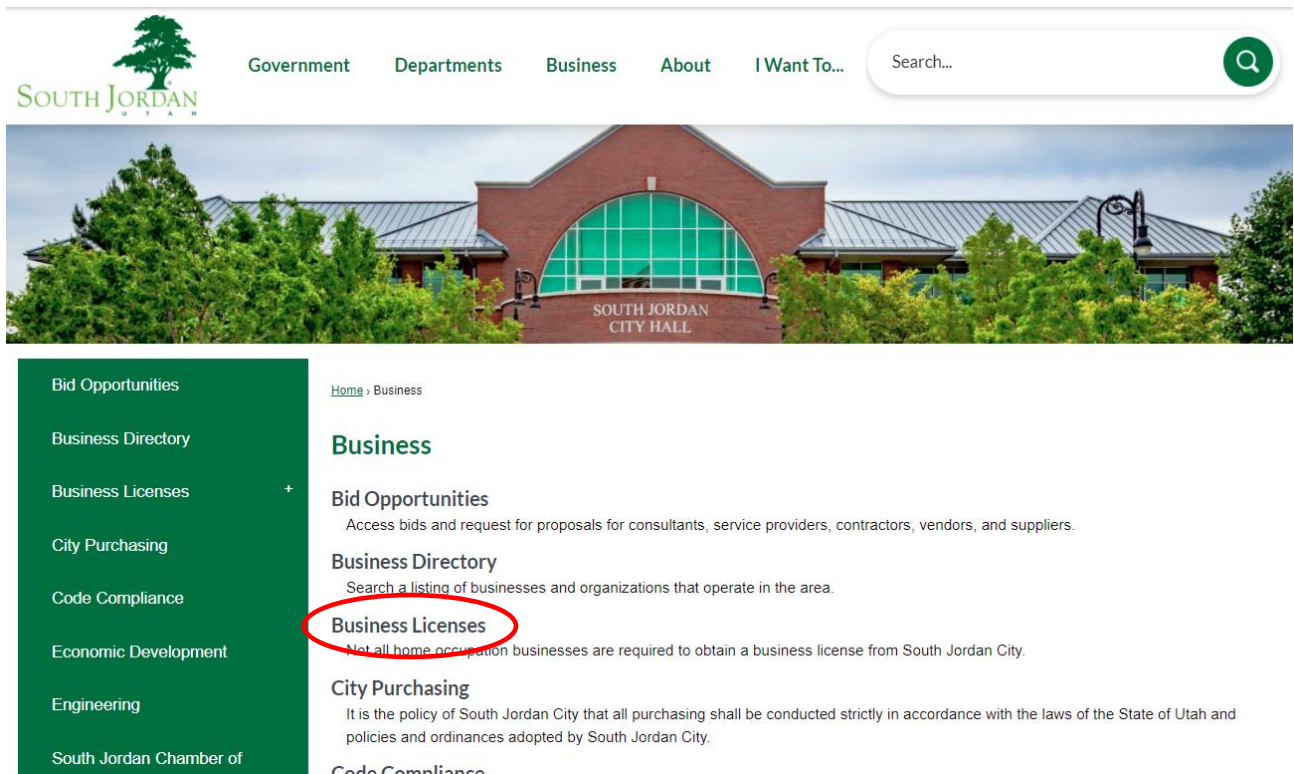 SOUTH JORDAN
UTAH
Government Departments Business About I Want To... Search...
SOUTH JORDAN
CITY HALL
Bid Opportunities
Business Directory
Business Licenses +
City Purchasing
Code Compliance
Economic Development
Engineering
South Jordan Chamber of
Home › Business
Business
Bid Opportunities
Access bids and request for proposals for consultants, service providers, contractors, vendors, and suppliers.
Business Directory
Search a listing of businesses and organizations that operate in the area.
Business Licenses
Not all home occupation businesses are required to obtain a business license from South Jordan City.
City Purchasing
It is the policy of South Jordan City that all purchasing shall be conducted strictly in accordance with the laws of the State of Utah and
policies and ordinances adopted by South Jordan City.
Code Compliance